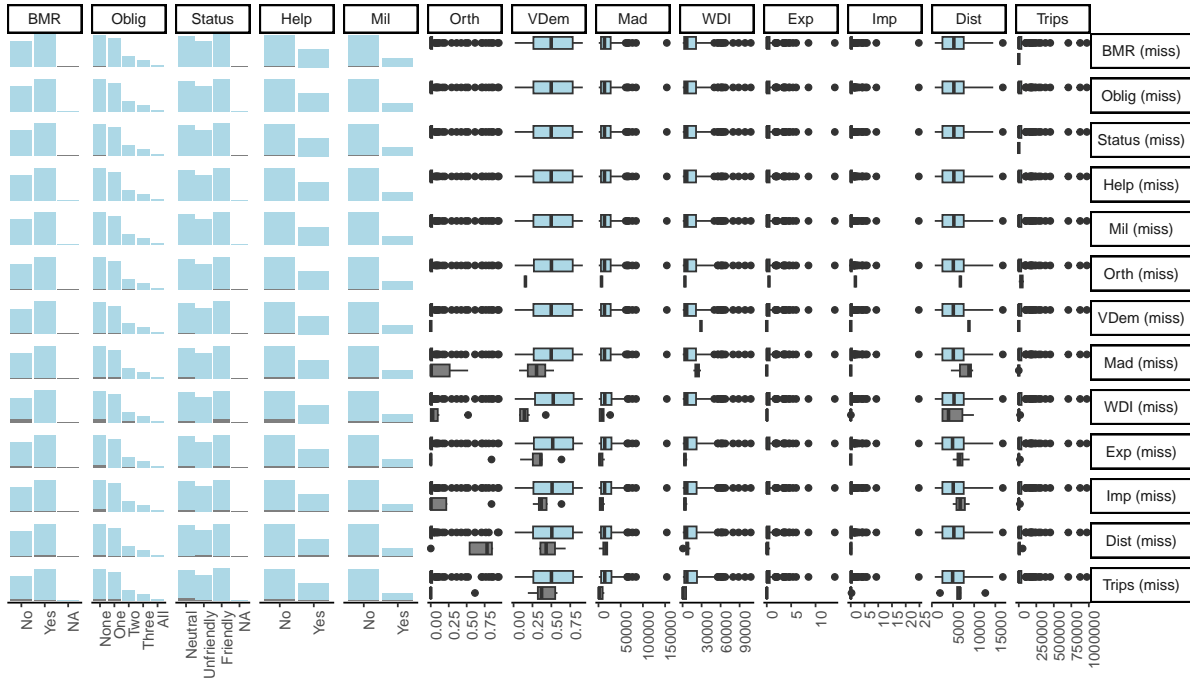 BMR Oblig Status Help Mil Orth VDem Mad WDI Exp Imp Dist Trips
BMR (miss)
Oblig (miss)
Status (miss)
Help (miss)
Mil (miss)
Orth (miss)
VDem (miss)
Mad (miss)
WDI (miss)
Exp (miss)
Imp (miss)
Dist (miss)
Trips (miss)
No Yes NA
None One Two Three All
Neutral Unfriendly Friendly NA
No Yes
No Yes
0.00 0.25 0.50 0.75
0.00 0.25 0.50 0.75
0 50000 100000 150000
0 300000 600000 900000
0 5 10
0 5 10 15 20 25
0 5000 10000 15000
0 250000 500000 750000 1000000